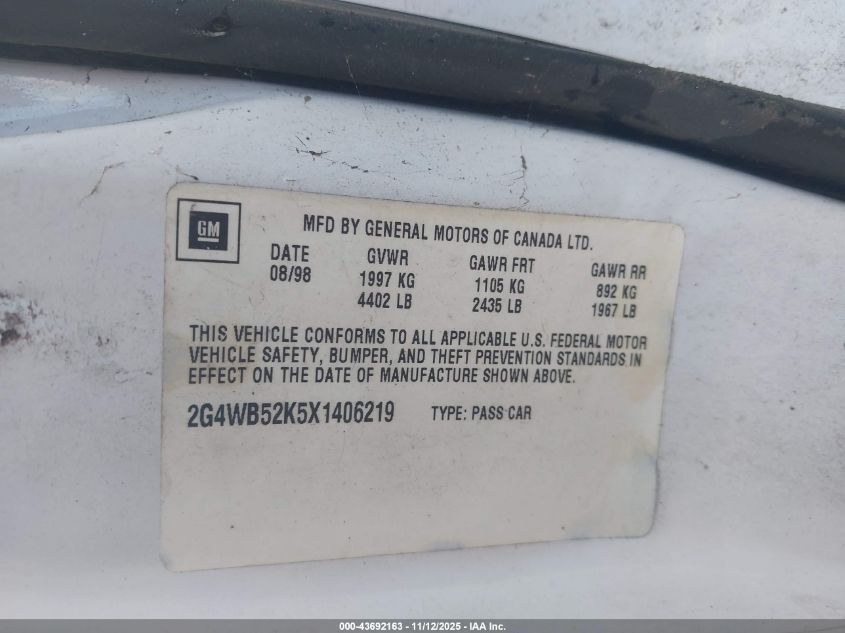 GM
MFD BY GENERAL MOTORS OF CANADA LTD.
DATE GVWR GAWR FRT GAWR RR
08/98 1997 KG 1105 KG 892 KG
4402 LB 2435 LB 1967 LB
THIS VEHICLE CONFORMS TO ALL APPLICABLE U.S. FEDERAL MOTOR
VEHICLE SAFETY, BUMPER, AND THEFT PREVENTION STANDARDS IN
EFFECT ON THE DATE OF MANUFACTURE SHOWN ABOVE.
2G4WB52K5X1406219 TYPE: PASS CAR
000-43692163 - 11/12/2025 - IAA Inc.